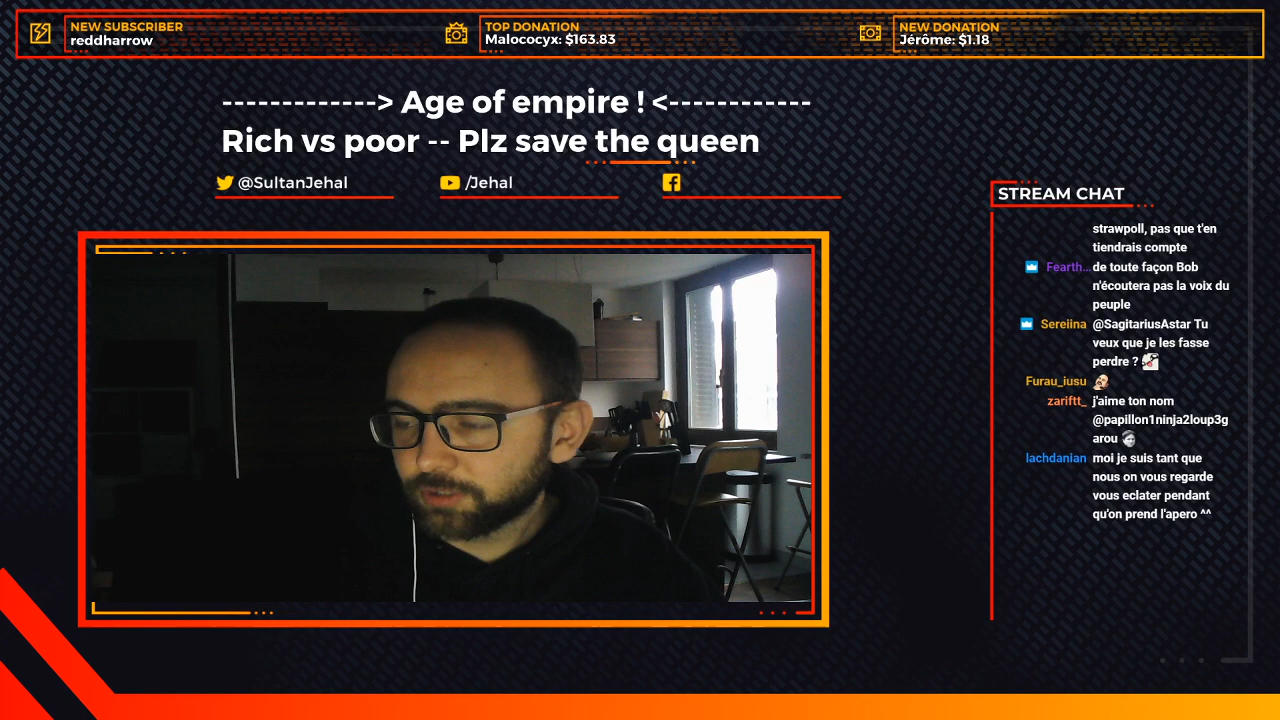 NEW SUBSCRIBER
reddharrow
TOP DONATION
Malococyx: $163.83
NEW DONATION
Jérôme: $1.18
-------------> Age of empire ! <------------
Rich vs poor -- Plz save the queen
@SultanJehal
/Jehal
STREAM CHAT
strawpoll, pas que t'en
tiendrais compte
Fearth... de toute façon Bob
n'écoutera pas la voix du
peuple
Sereiina @SagitariusAstar Tu
veux que je les fasse
perdre ?
Furau_iusu
zariftt_ j'aime ton nom
@papillon1ninja2loup3g
arou
lachdanian moi je suis tant que
nous on vous regarde
vous eclater pendant
qu'on prend l'apero ^^